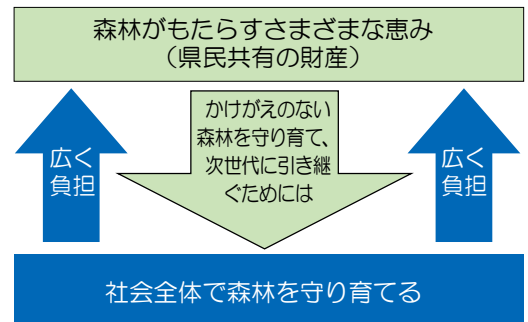 森林がもたらすさまざまな恵み
（県民共有の財産）
かけがえのない
森林を守り育て、
次世代に引き継
ぐためには
広く
負担
広く
負担
社会全体で森林を守り育てる